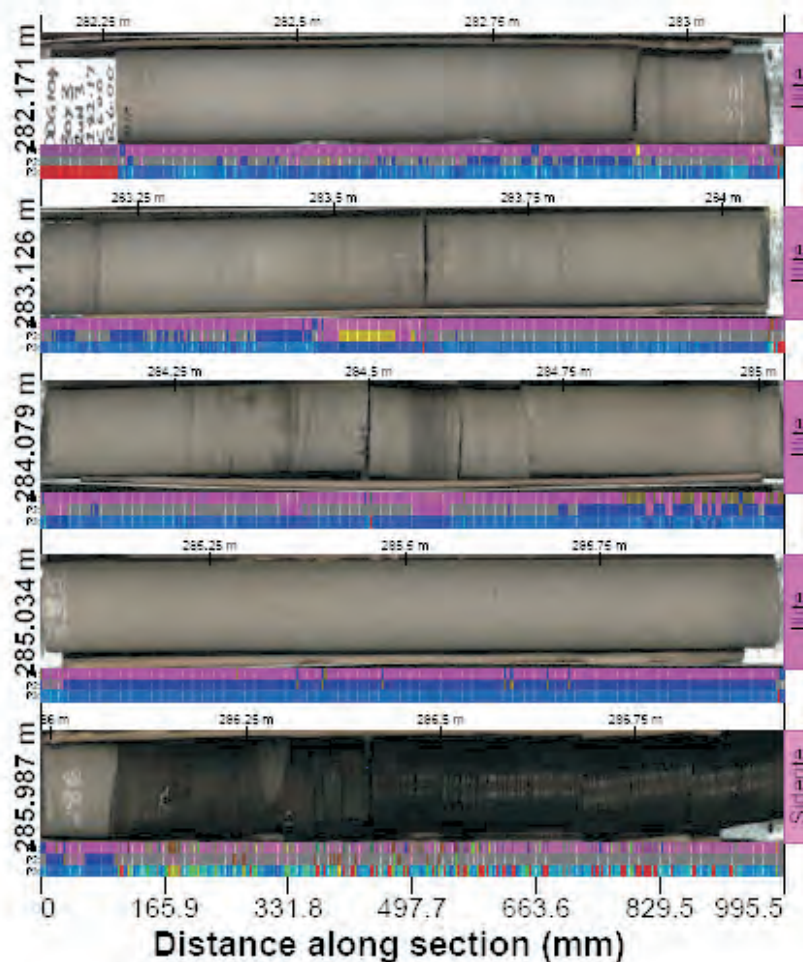 282.25 m 282.5 m 282.75 m 283 m
282.171 m
Illite
283.25 m 283.5 m 283.75 m 284 m
283.126 m
Illite
284.25 m 284.5 m 284.75 m 285 m
284.079 m
Illite
285.25 m 285.5 m 285.75 m
285.034 m
Illite
86 m 286.25 m 286.5 m 286.75 m
285.987 m
Siderite
0 165.9 331.8 497.7 663.6 829.5 995.5
Distance along section (mm)